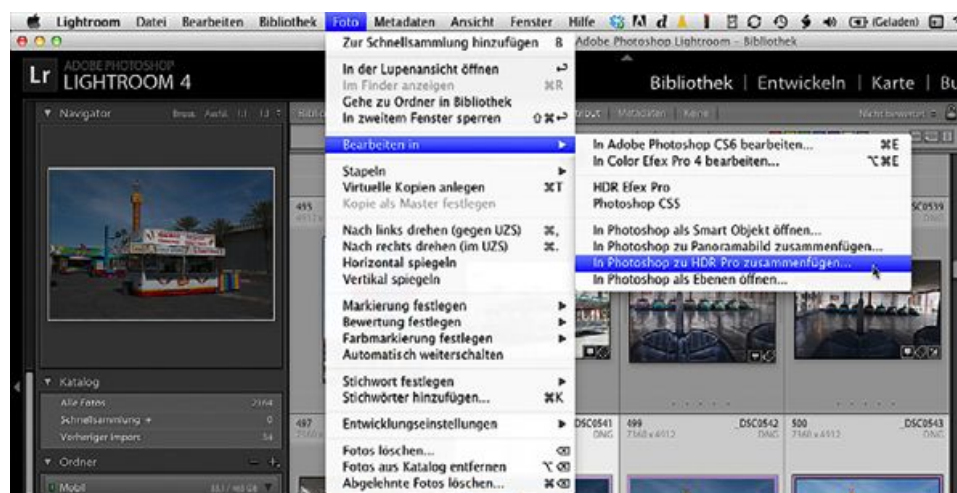 Lightroom Datei Bearbeiten Bibliothek Foto Metadaten Ansicht Fenster Hilfe (Geladen)
Adobe Photoshop Lightroom - Bibliothek
Lr ADOBE PHOTOSHOP
LIGHTROOM 4
Bibliothek | Entwickeln | Karte |
Navigator
Metadaten Keine
Zur Schnellsammlung hinzufügen B
In der Lupenansicht öffnen ↩
Im Finder anzeigen ⌘R
Gehe zu Ordner in Bibliothek
In zweitem Fenster sperren ⇧⌘↩
Bearbeiten in ▶
Stapeln ▶
Virtuelle Kopien anlegen ⌘T
Kopie als Master festlegen
Nach links drehen (gegen UZS) ⌘,
Nach rechts drehen (im UZS) ⌘.
Horizontal spiegeln
Vertikal spiegeln
Markierung festlegen ▶
Bewertung festlegen ▶
Farbmarkierung festlegen ▶
Automatisch weiterschalten
Stichwort festlegen ▶
Stichwörter hinzufügen... ⌘K
Entwicklungseinstellungen ▶
Fotos löschen... ⌫
Fotos aus Katalog entfernen ⌥⌫
Abgelehnte Fotos löschen... ⌘⌫
In Adobe Photoshop CS6 bearbeiten... ⌘E
In Color Efex Pro 4 bearbeiten... ⌥⌘E
HDR Efex Pro
Photoshop CS5
In Photoshop als Smart Objekt öffnen...
In Photoshop zu Panoramabild zusammenfügen...
In Photoshop zu HDR Pro zusammenfügen...
In Photoshop als Ebenen öffnen...
495
DSC0539
DNG
Katalog
Alle Fotos 2164
Schnellsammlung + 0
Vorheriger Import 54
Ordner − +
Mobil
497
DSC0541
DNG
499 _DSC0542
7360 x 4912 DNG
500 _DSC0543
7360 x 4912 DNG